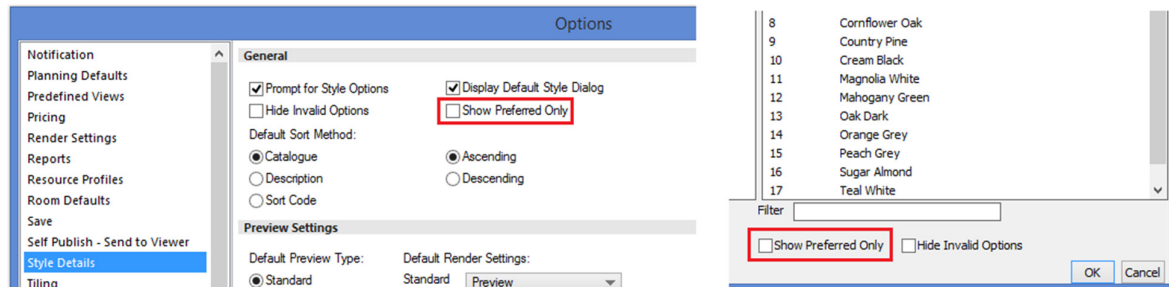 Options
Notification
Planning Defaults
Predefined Views
Pricing
Render Settings
Reports
Resource Profiles
Room Defaults
Save
Self Publish - Send to Viewer
Style Details
Tiling
General
Prompt for Style Options
Display Default Style Dialog
Hide Invalid Options
Show Preferred Only
Default Sort Method:
Catalogue
Ascending
Description
Descending
Sort Code
Preview Settings
Default Preview Type:
Default Render Settings:
Standard
Standard
Preview
8 Cornflower Oak
9 Country Pine
10 Cream Black
11 Magnolia White
12 Mahogany Green
13 Oak Dark
14 Orange Grey
15 Peach Grey
16 Sugar Almond
17 Teal White
Filter
Show Preferred Only
Hide Invalid Options
OK
Cancel